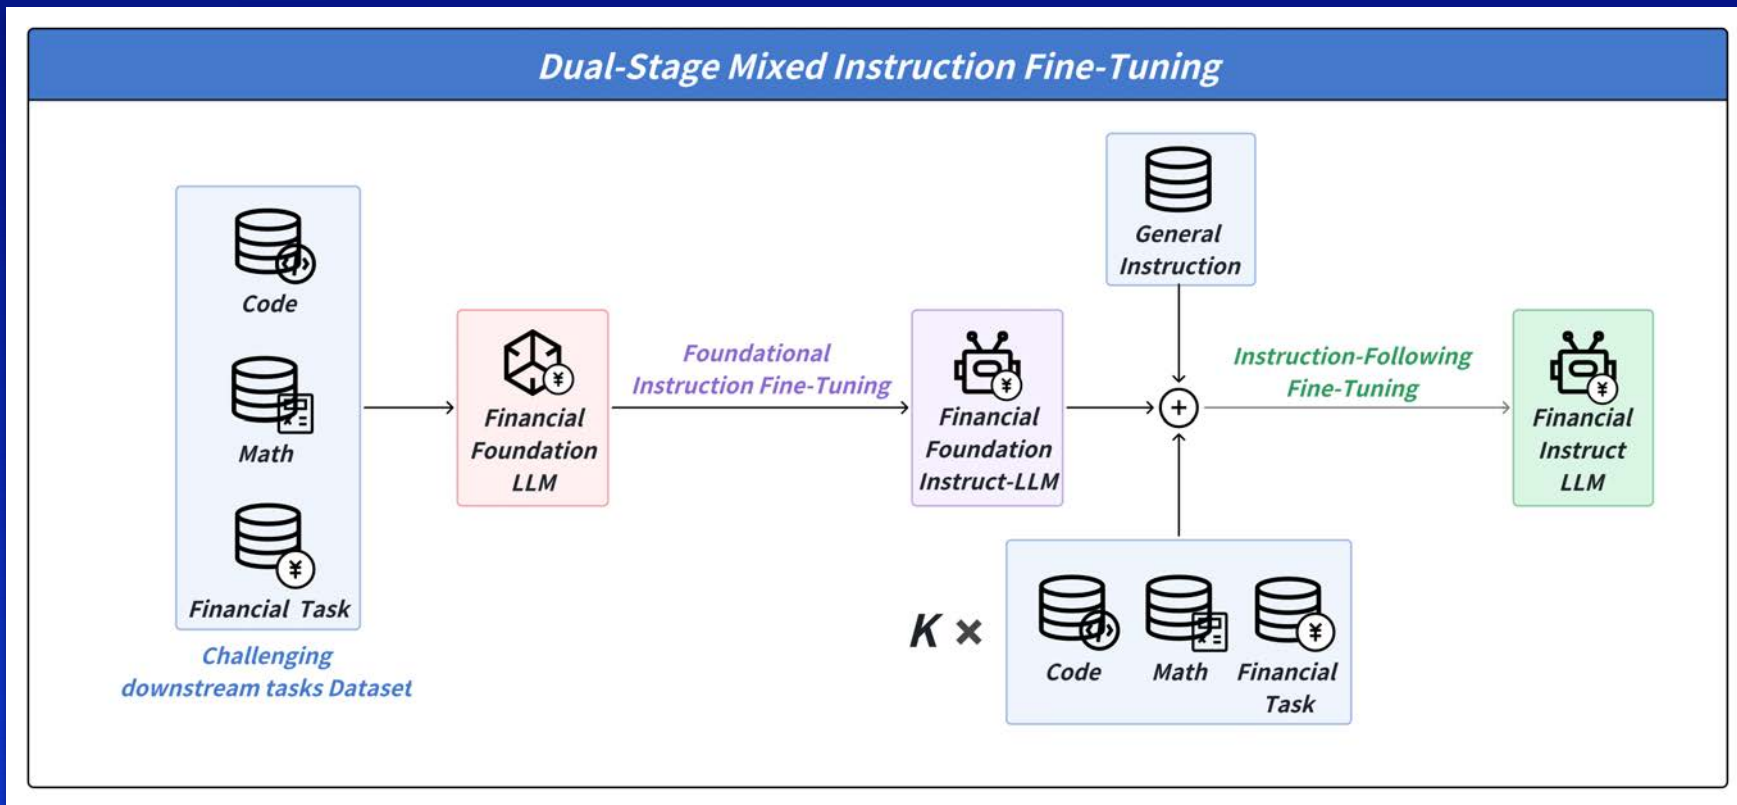 Dual-Stage Mixed Instruction Fine-Tuning
Code
Math
Financial Task
Challenging
downstream tasks Dataset
¥
Financial
Foundation
LLM
Foundational
Instruction Fine-Tuning
¥
Financial
Foundation
Instruct-LLM
General
Instruction
+
K ×
Code
Math
Financial
Task
¥
Instruction-Following
Fine-Tuning
¥
Financial
Instruct
LLM
¥